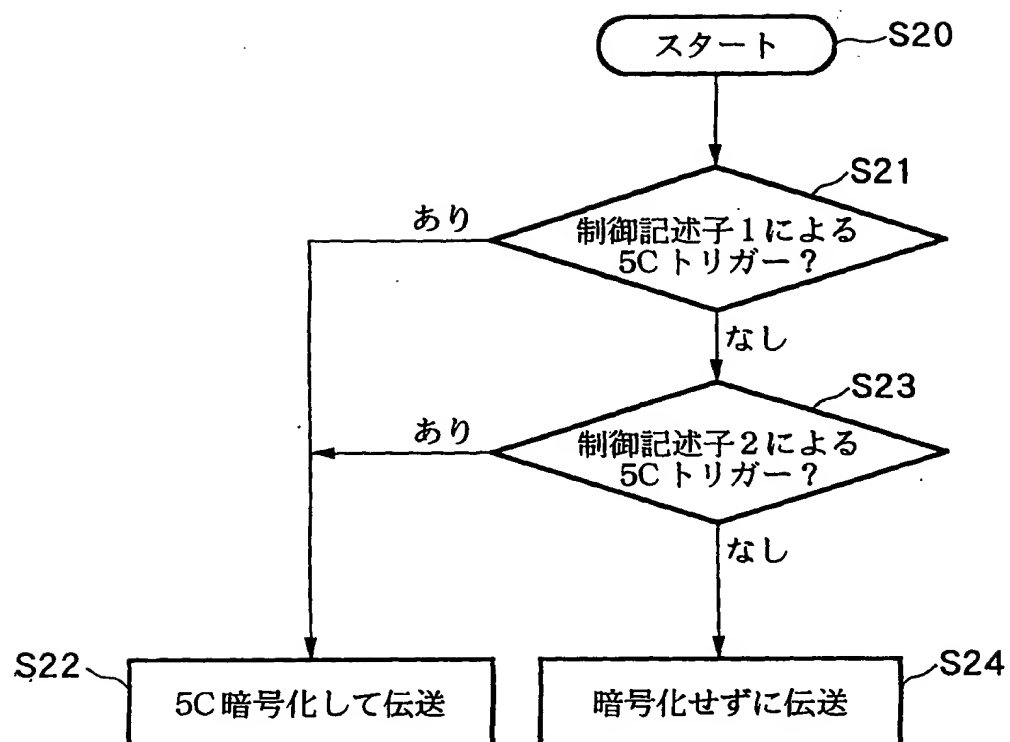 スタート
S20
S21
あり
制御記述子1による
5Cトリガー?
なし
S23
あり
制御記述子2による
5Cトリガー?
なし
S22
5C暗号化して伝送
暗号化せずに伝送
S24